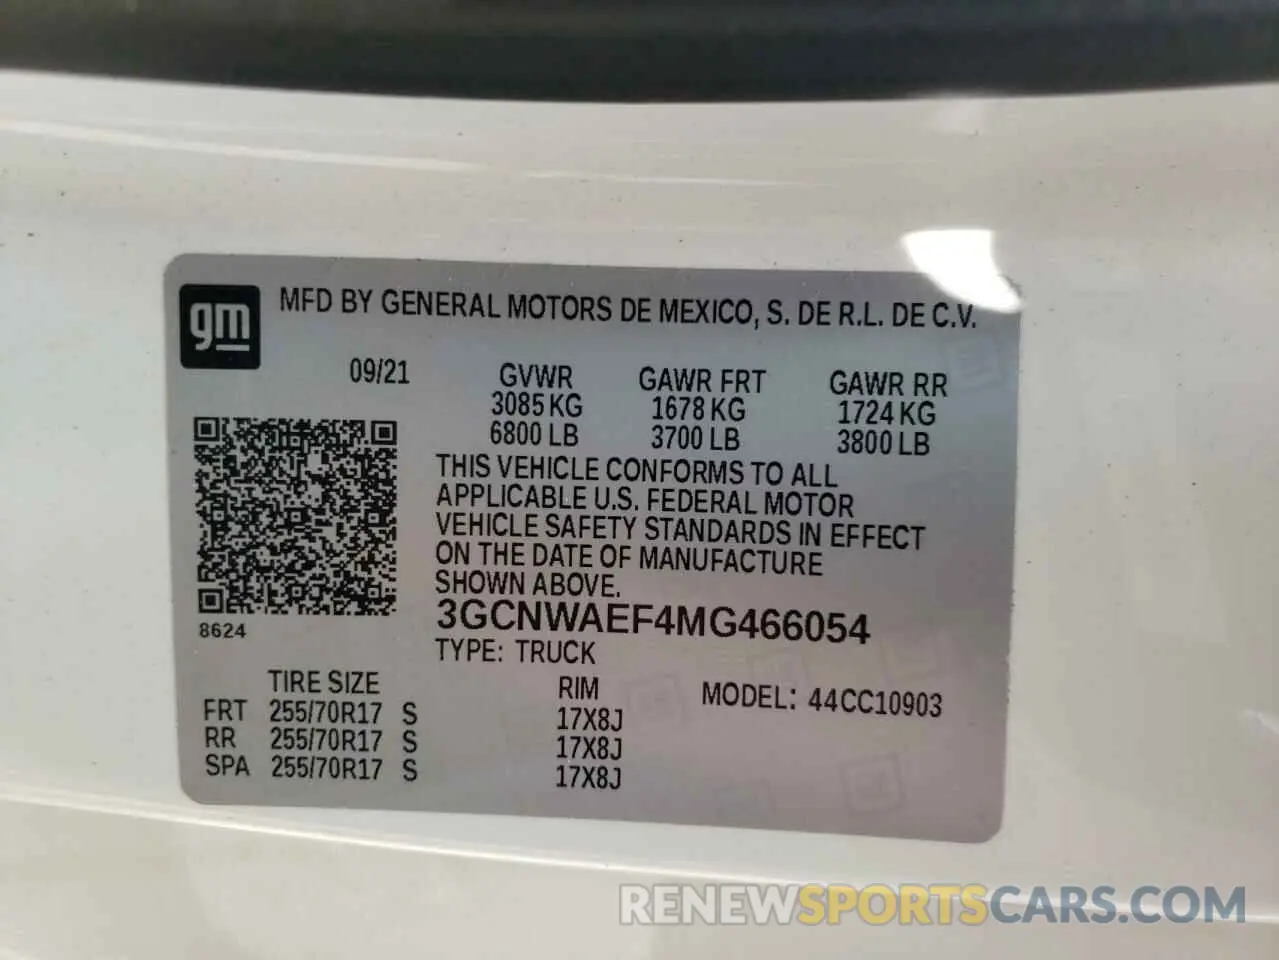 gm
MFD BY GENERAL MOTORS DE MEXICO, S. DE R.L. DE C.V.
09/21 GVWR GAWR FRT GAWR RR
3085 KG 1678 KG 1724 KG
6800 LB 3700 LB 3800 LB
THIS VEHICLE CONFORMS TO ALL
APPLICABLE U.S. FEDERAL MOTOR
VEHICLE SAFETY STANDARDS IN EFFECT
ON THE DATE OF MANUFACTURE
SHOWN ABOVE.
8624 3GCNWAEF4MG466054
TYPE: TRUCK
TIRE SIZE RIM MODEL: 44CC10903
FRT 255/70R17 S 17X8J
RR 255/70R17 S 17X8J
SPA 255/70R17 S 17X8J
RENEWSPORTSCARS.COM